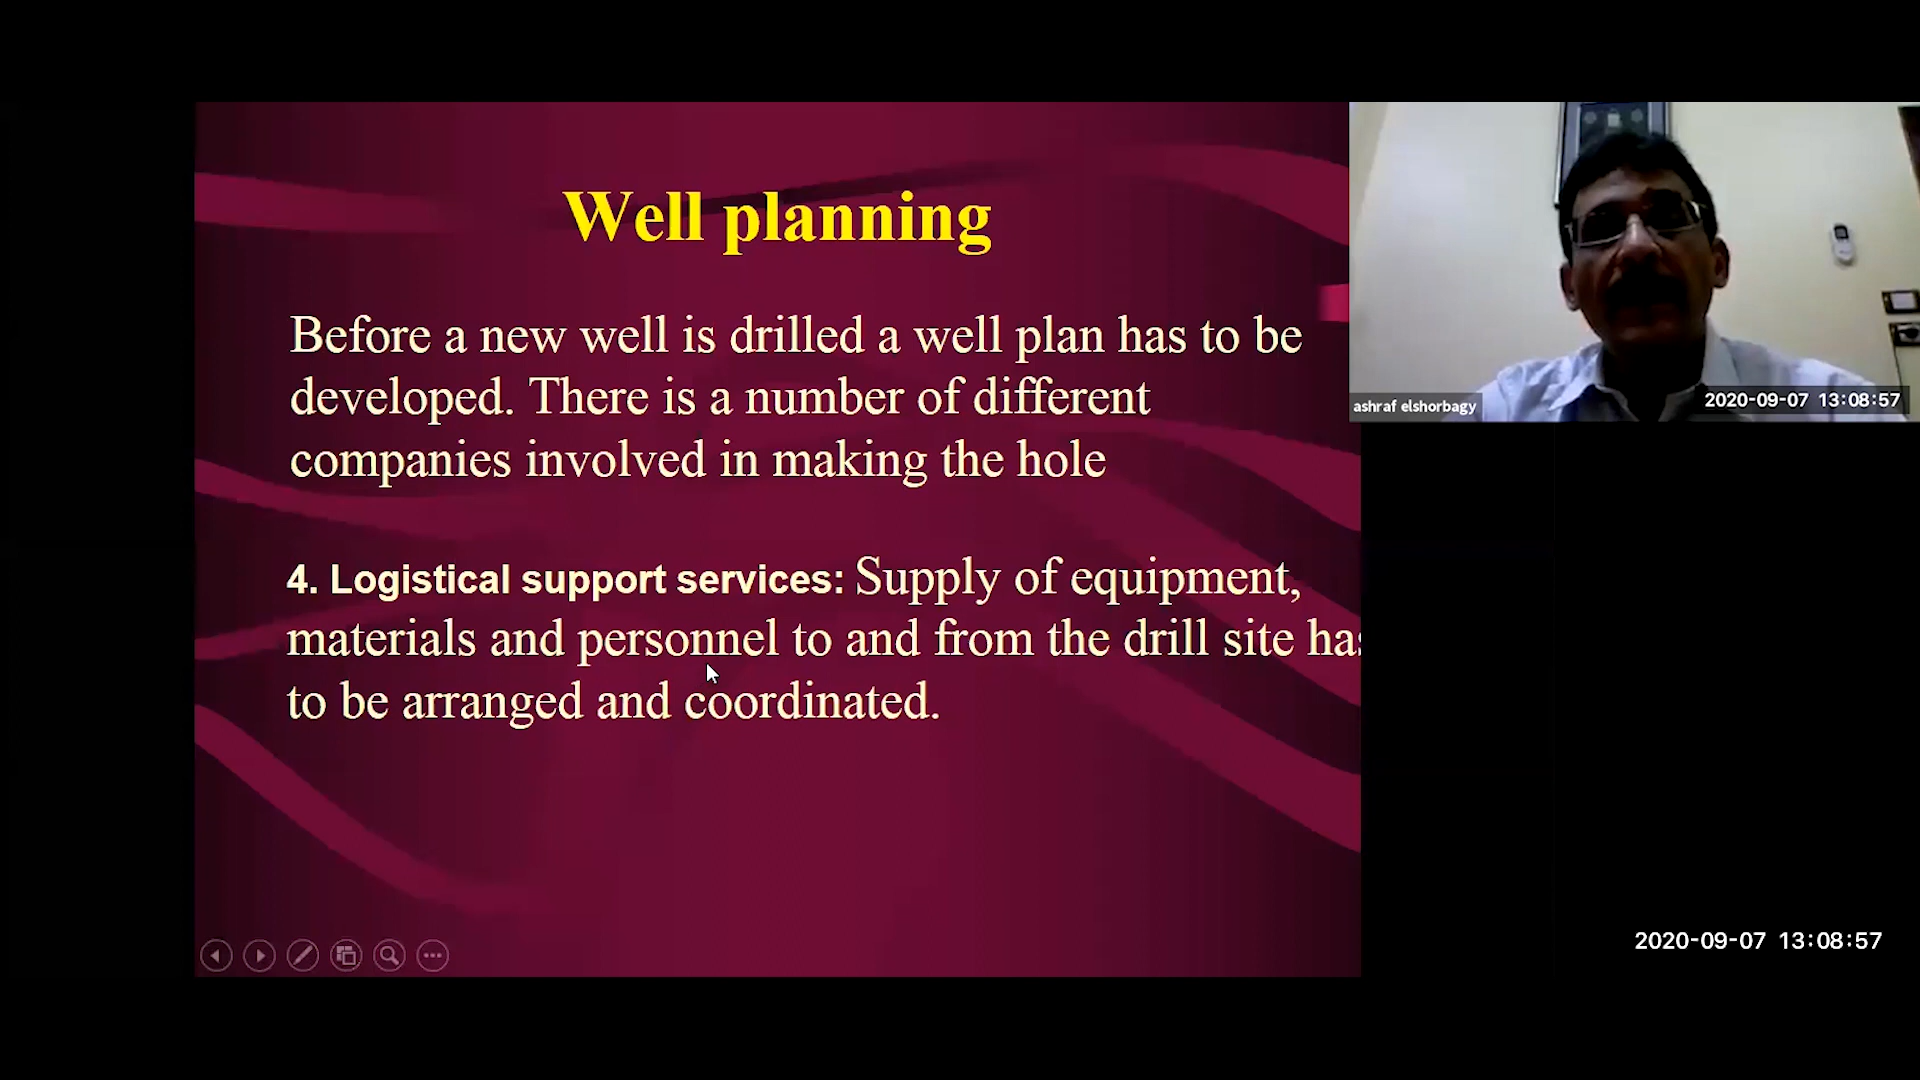 Well planning
Before a new well is drilled a well plan has to be
developed. There is a number of different
companies involved in making the hole
4. Logistical support services: Supply of equipment,
materials and personnel to and from the drill site has
to be arranged and coordinated.
ashraf elshorbagy
2020-09-07 13:08:57
2020-09-07 13:08:57